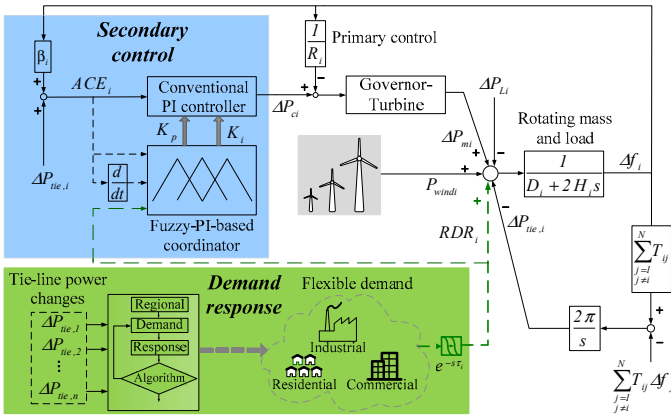 Secondary
control
β_i
+
+
ACE_i
ΔP_tie,i
Conventional
PI controller
K_p
K_i
d
dt
Fuzzy-PI-based
coordinator
ΔP_ci
+
−
1
R_i
Primary control
Governor-
Turbine
ΔP_mi
ΔP_Li
P_windi
+
−
+
+
−
RDR_i
ΔP_tie,i
Rotating mass
and load
1
D_i + 2H_i s
Δf_i
N
∑ T_ij
j=1
j≠i
+
−
2π
s
N
∑ T_ij Δf
j=1
j≠i
Tie-line power
changes
ΔP_tie,1
ΔP_tie,2
⋮
ΔP_tie,n
Regional
Demand
Response
Algorithm
Demand
response
Flexible demand
Industrial
Residential
Commercial
e^−sτ_i